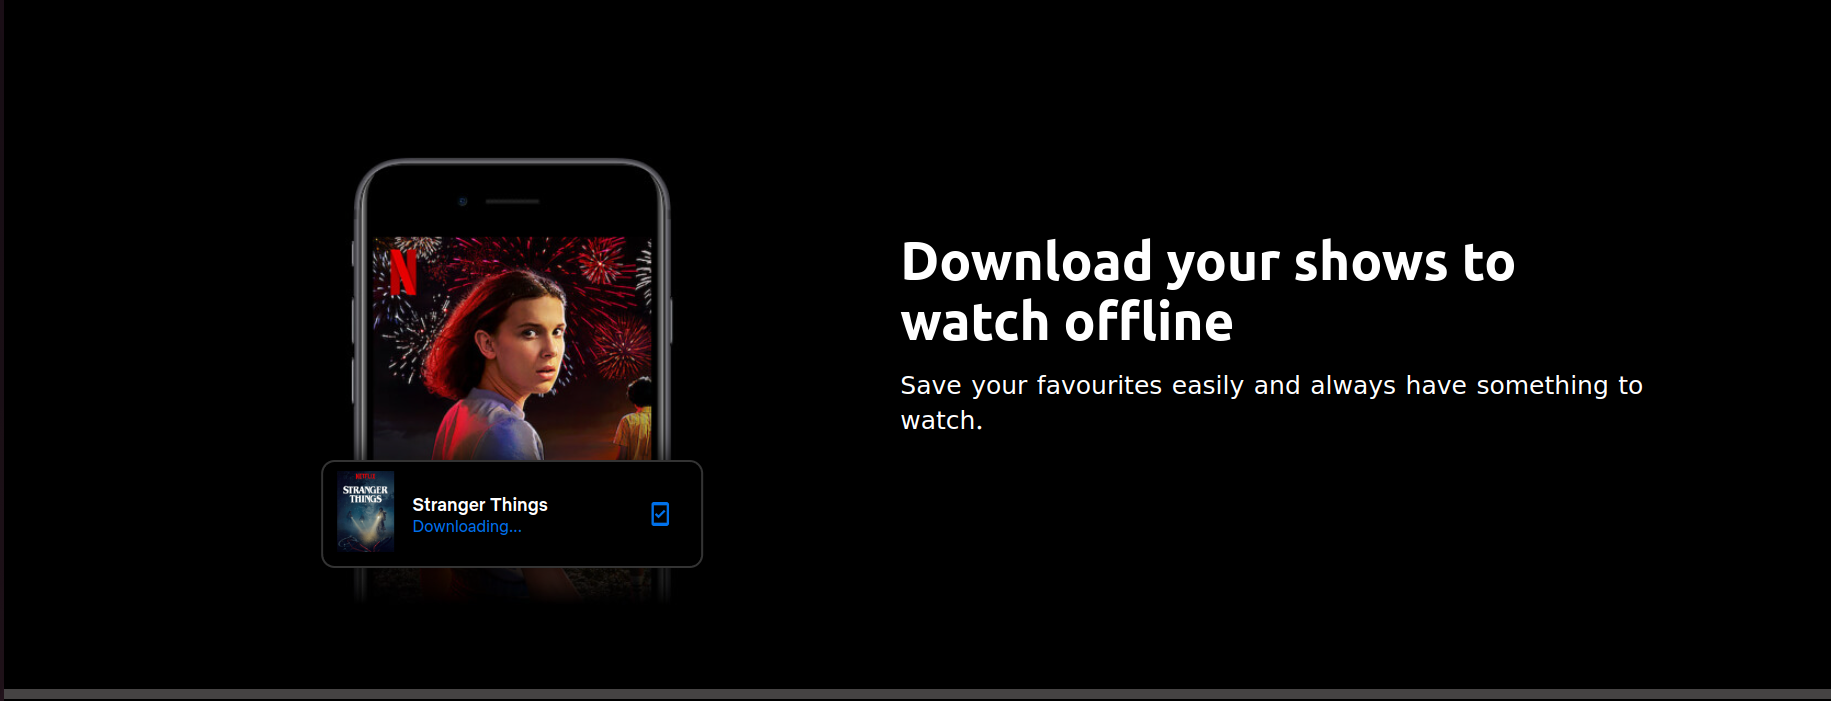 N
Download your shows to
watch offline
Save your favourites easily and always have something to
watch.
NETFLIX
STRANGER
THINGS
Stranger Things
Downloading...